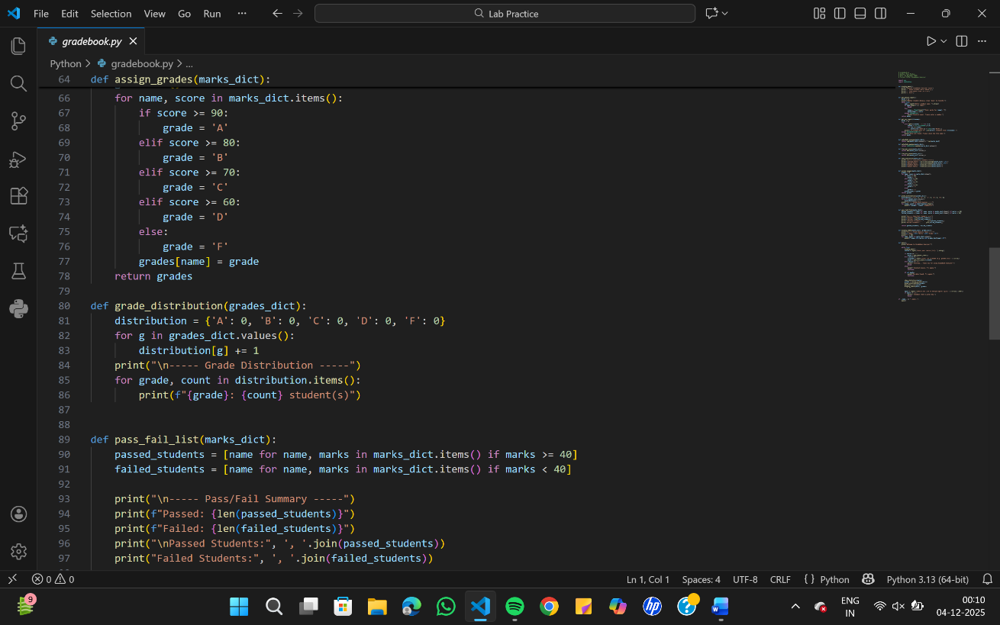 File Edit Selection View Go Run ··· Lab Practice
gradebook.py
Python > gradebook.py > ...
64 def assign_grades(marks_dict):
66 for name, score in marks_dict.items():
67 if score >= 90:
68 grade = 'A'
69 elif score >= 80:
70 grade = 'B'
71 elif score >= 70:
72 grade = 'C'
73 elif score >= 60:
74 grade = 'D'
75 else:
76 grade = 'F'
77 grades[name] = grade
78 return grades
79
80 def grade_distribution(grades_dict):
81 distribution = {'A': 0, 'B': 0, 'C': 0, 'D': 0, 'F': 0}
82 for g in grades_dict.values():
83 distribution[g] += 1
84 print("\n----- Grade Distribution -----")
85 for grade, count in distribution.items():
86 print(f"{grade}: {count} student(s)")
87
88
89 def pass_fail_list(marks_dict):
90 passed_students = [name for name, marks in marks_dict.items() if marks >= 40]
91 failed_students = [name for name, marks in marks_dict.items() if marks < 40]
92
93 print("\n----- Pass/Fail Summary -----")
94 print(f"Passed: {len(passed_students)}")
95 print(f"Failed: {len(failed_students)}")
96 print("\nPassed Students:", ', '.join(passed_students))
97 print("Failed Students:", ', '.join(failed_students))
0 0 Ln 1, Col 1 Spaces: 4 UTF-8 CRLF {} Python Python 3.13 (64-bit)
9 ENG 00:10
IN 04-12-2025